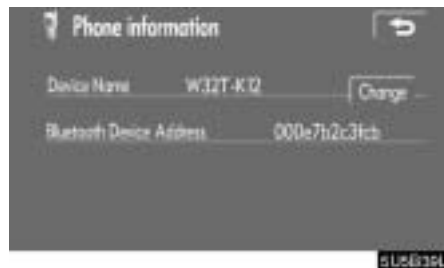 Phone information
Device Name W32T-K12 Change
Bluetooth Device Address 000e7b2c3fcb